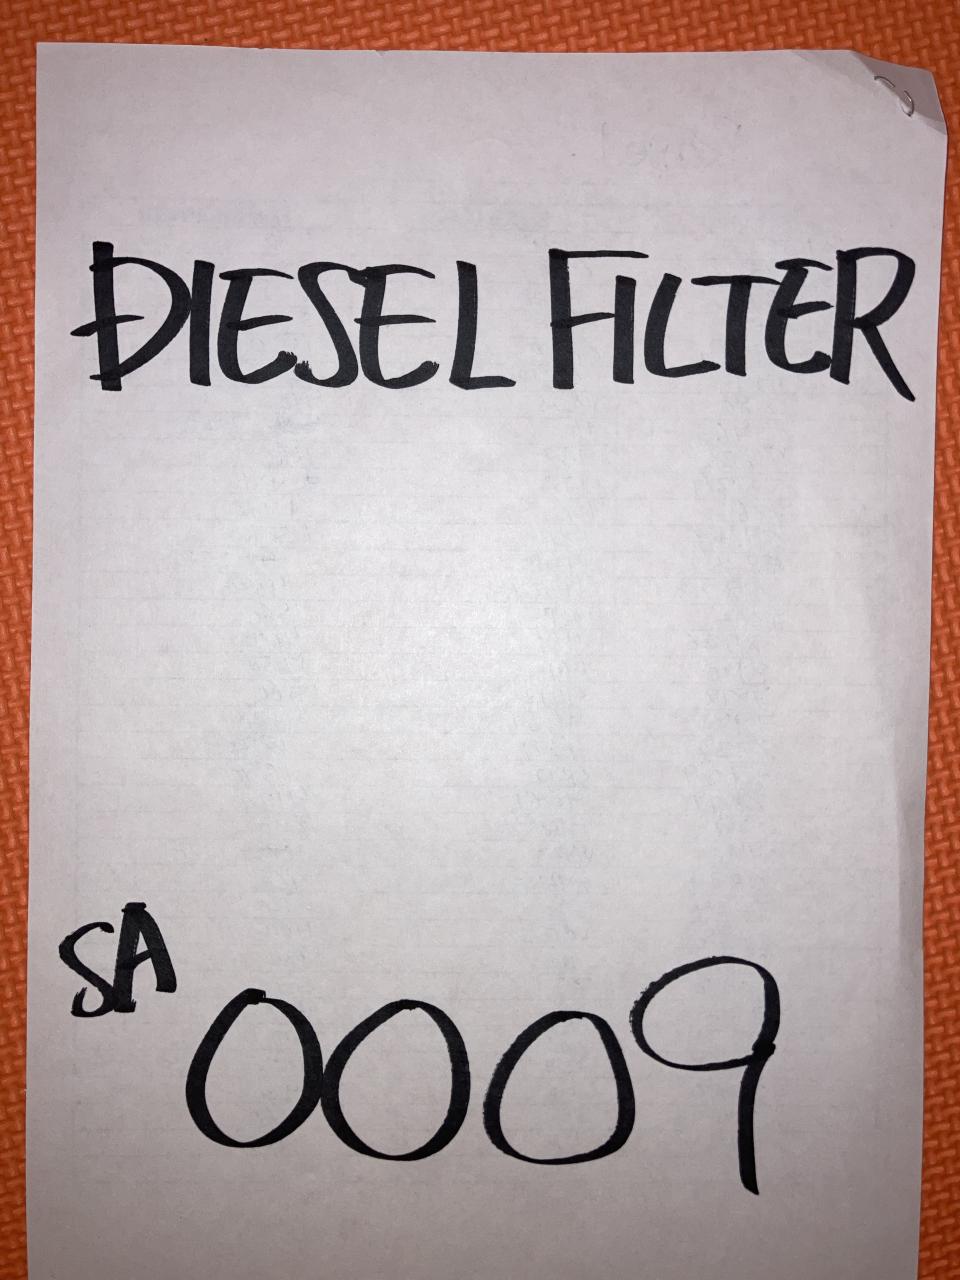 DIESEL FILTER
SA 0009